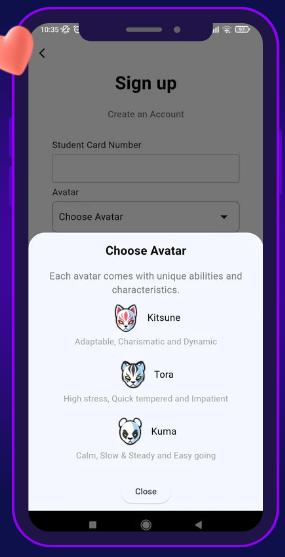 10:35
Sign up
Create an Account
Student Card Number
Avatar
Choose Avatar
Choose Avatar
Each avatar comes with unique abilities and
characteristics.
Kitsune
Adaptable, Charismatic and Dynamic
Tora
High stress, Quick tempered and Impatient
Kuma
Calm, Slow & Steady and Easy going
Close